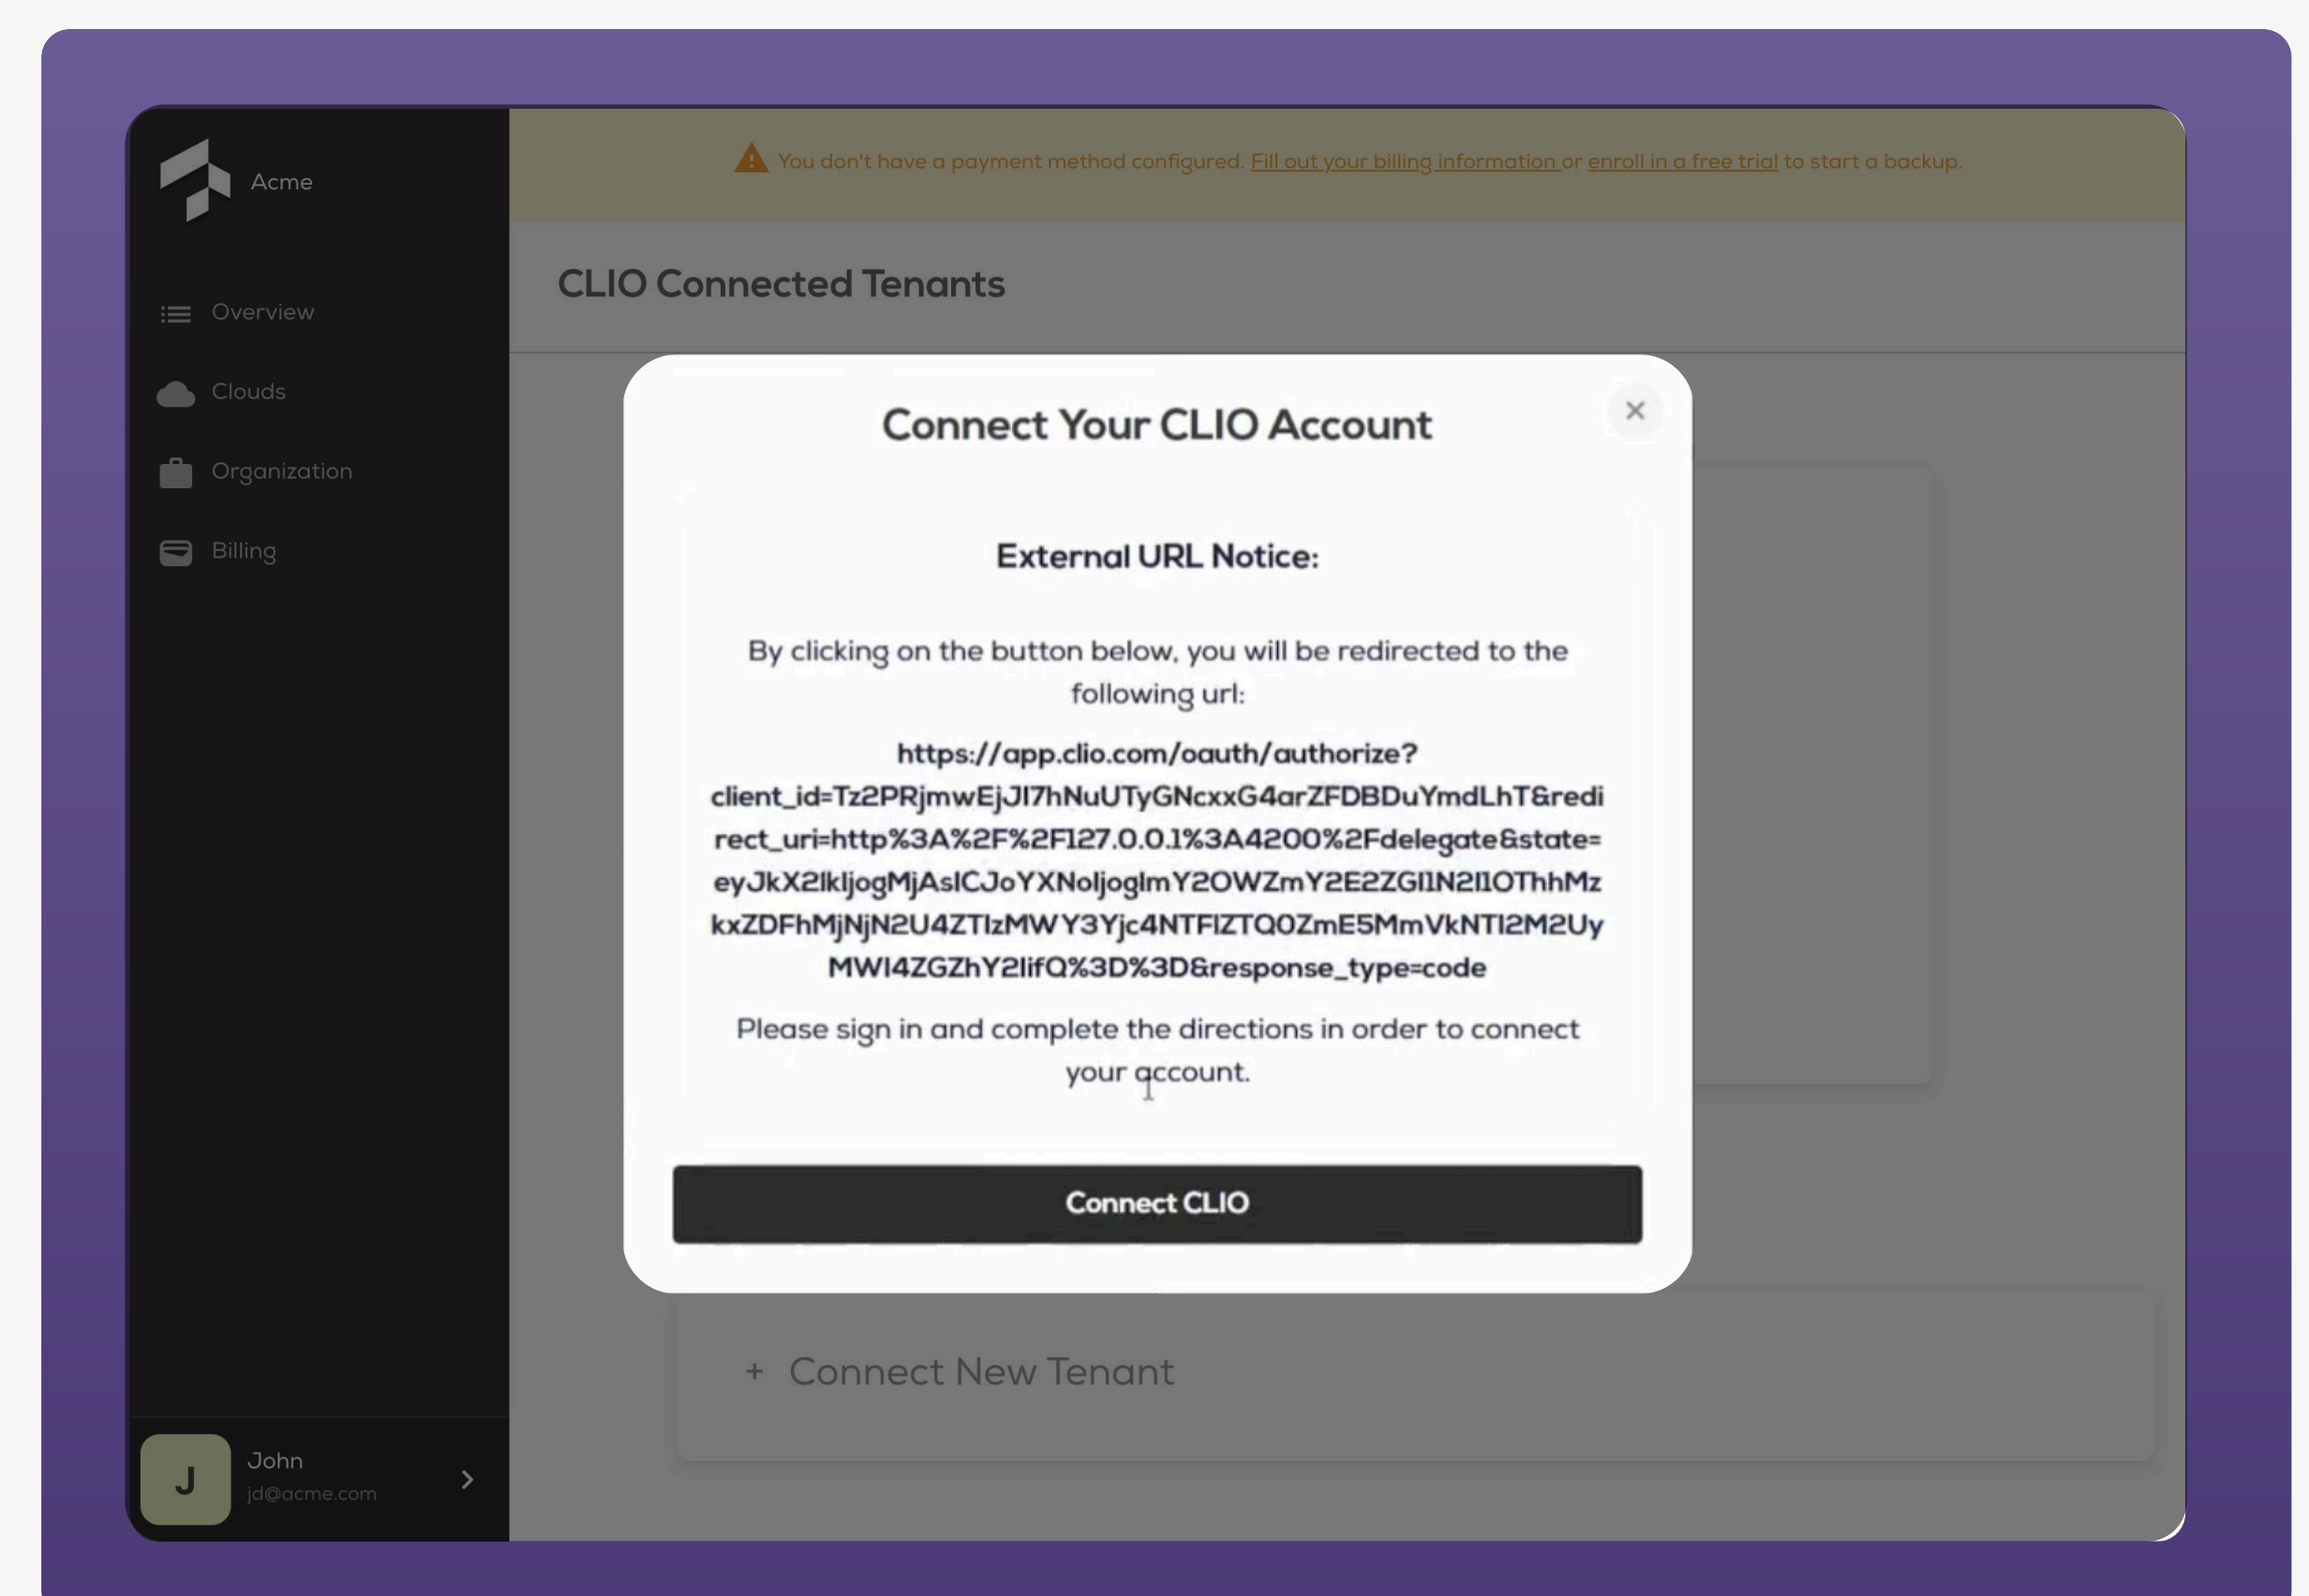 Acme
Overview
Clouds
Organization
Billing
You don't have a payment method configured. Fill out your billing information or enroll in a free trial to start a backup.
CLIO Connected Tenants
Connect Your CLIO Account
External URL Notice:
By clicking on the button below, you will be redirected to the
following url:
https://app.clio.com/oauth/authorize?
client_id=Tz2PRjmwEjJI7hNuUTyGNcxxG4arZFDBDuYmdLhT&redi
rect_uri=http%3A%2F%2F127.0.0.1%3A4200%2Fdelegate&state=
eyJkX2lkIjogMjAsICJoYXNoIjogImY2OWZmY2E2ZGI1N2I1OThhMz
kxZDFhMjNjN2U4ZTIzMWY3Yjc4NTFlZTQ0ZmE5MmVkNTI2M2Uy
MWI4ZGZhY2IifQ%3D%3D&response_type=code
Please sign in and complete the directions in order to connect
your account.
Connect CLIO
+ Connect New Tenant
J
John
jd@acme.com